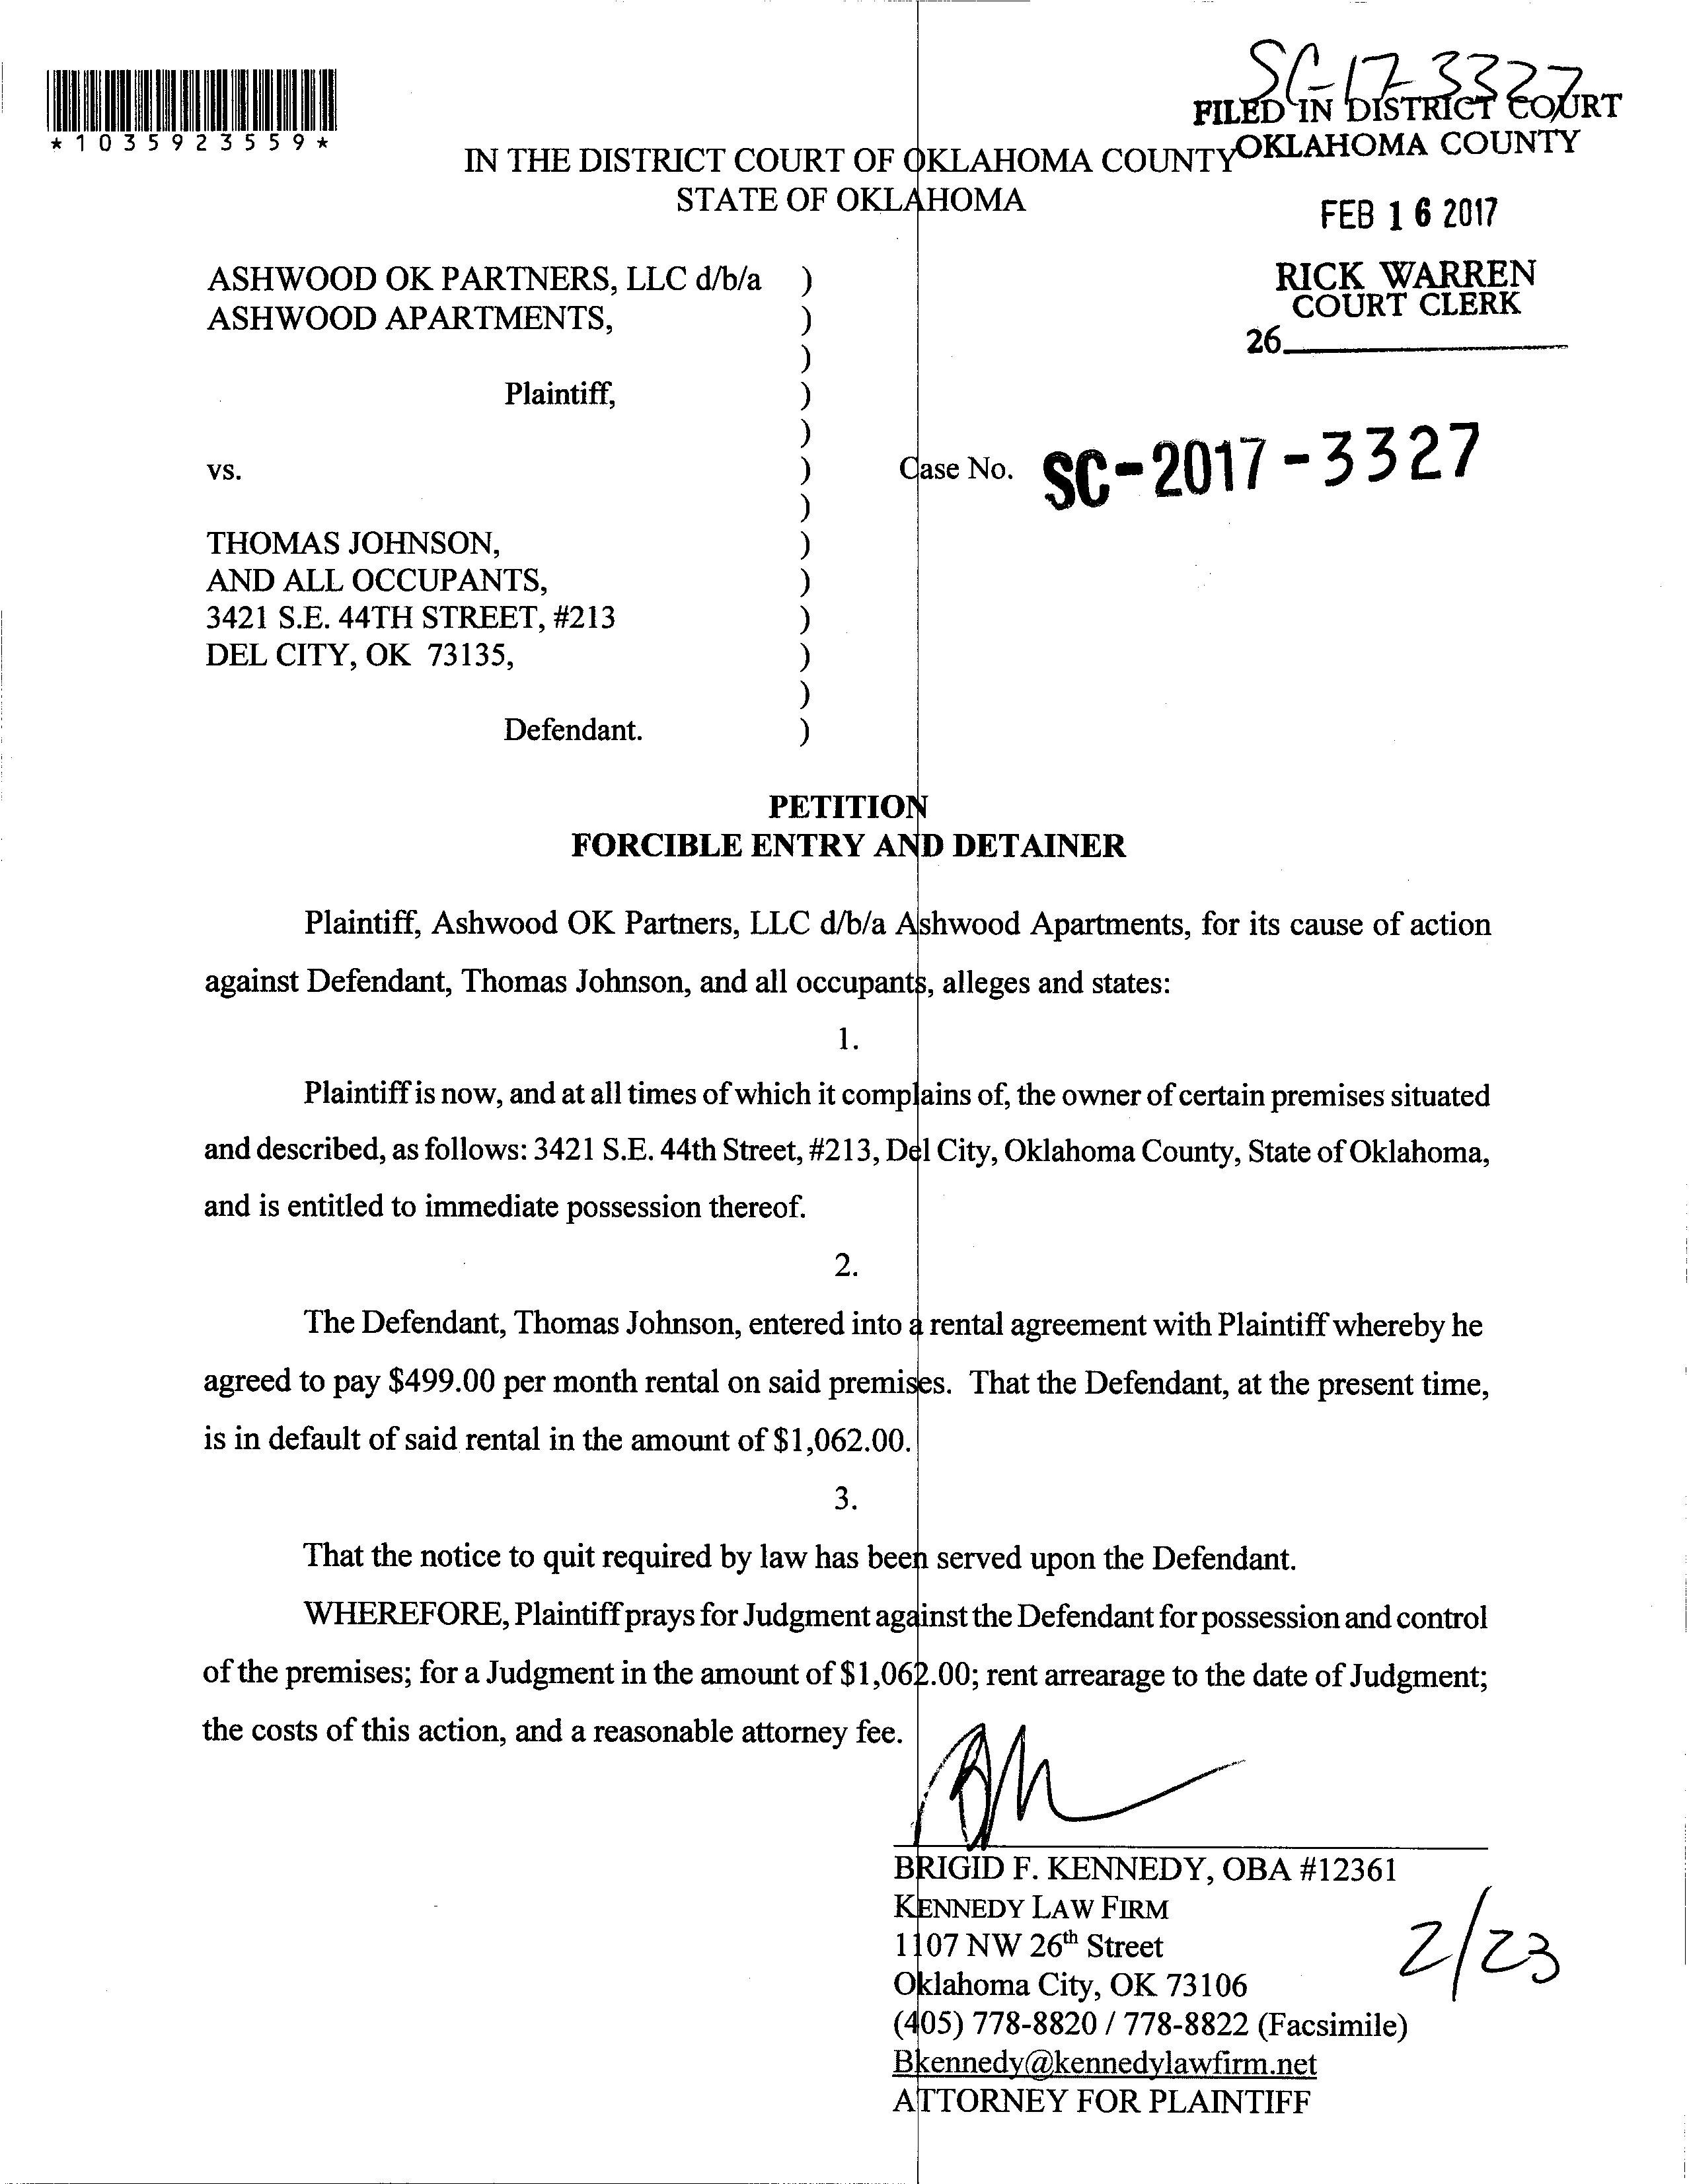 SC-17-3327
FILED IN DISTRICT COURT
OKLAHOMA COUNTY
*1035923559*
IN THE DISTRICT COURT OF OKLAHOMA COUNTY
STATE OF OKLAHOMA
FEB 16 2017
RICK WARREN
COURT CLERK
26
ASHWOOD OK PARTNERS, LLC d/b/a )
ASHWOOD APARTMENTS, )
)
Plaintiff, )
)
vs. ) Case No. SC-2017-3327
)
THOMAS JOHNSON, )
AND ALL OCCUPANTS, )
3421 S.E. 44TH STREET, #213 )
DEL CITY, OK 73135, )
)
Defendant. )
PETITION
FORCIBLE ENTRY AND DETAINER
Plaintiff, Ashwood OK Partners, LLC d/b/a Ashwood Apartments, for its cause of action
against Defendant, Thomas Johnson, and all occupants, alleges and states:
1.
Plaintiff is now, and at all times of which it complains of, the owner of certain premises situated
and described, as follows: 3421 S.E. 44th Street, #213, Del City, Oklahoma County, State of Oklahoma,
and is entitled to immediate possession thereof.
2.
The Defendant, Thomas Johnson, entered into a rental agreement with Plaintiff whereby he
agreed to pay $499.00 per month rental on said premises. That the Defendant, at the present time,
is in default of said rental in the amount of $1,062.00.
3.
That the notice to quit required by law has been served upon the Defendant.
WHEREFORE, Plaintiff prays for Judgment against the Defendant for possession and control
of the premises; for a Judgment in the amount of $1,062.00; rent arrearage to the date of Judgment;
the costs of this action, and a reasonable attorney fee.
BRIGID F. KENNEDY, OBA #12361
KENNEDY LAW FIRM
1107 NW 26th Street
Oklahoma City, OK 73106
(405) 778-8820 / 778-8822 (Facsimile)
Bkennedy@kennedylawfirm.net
ATTORNEY FOR PLAINTIFF
2/23